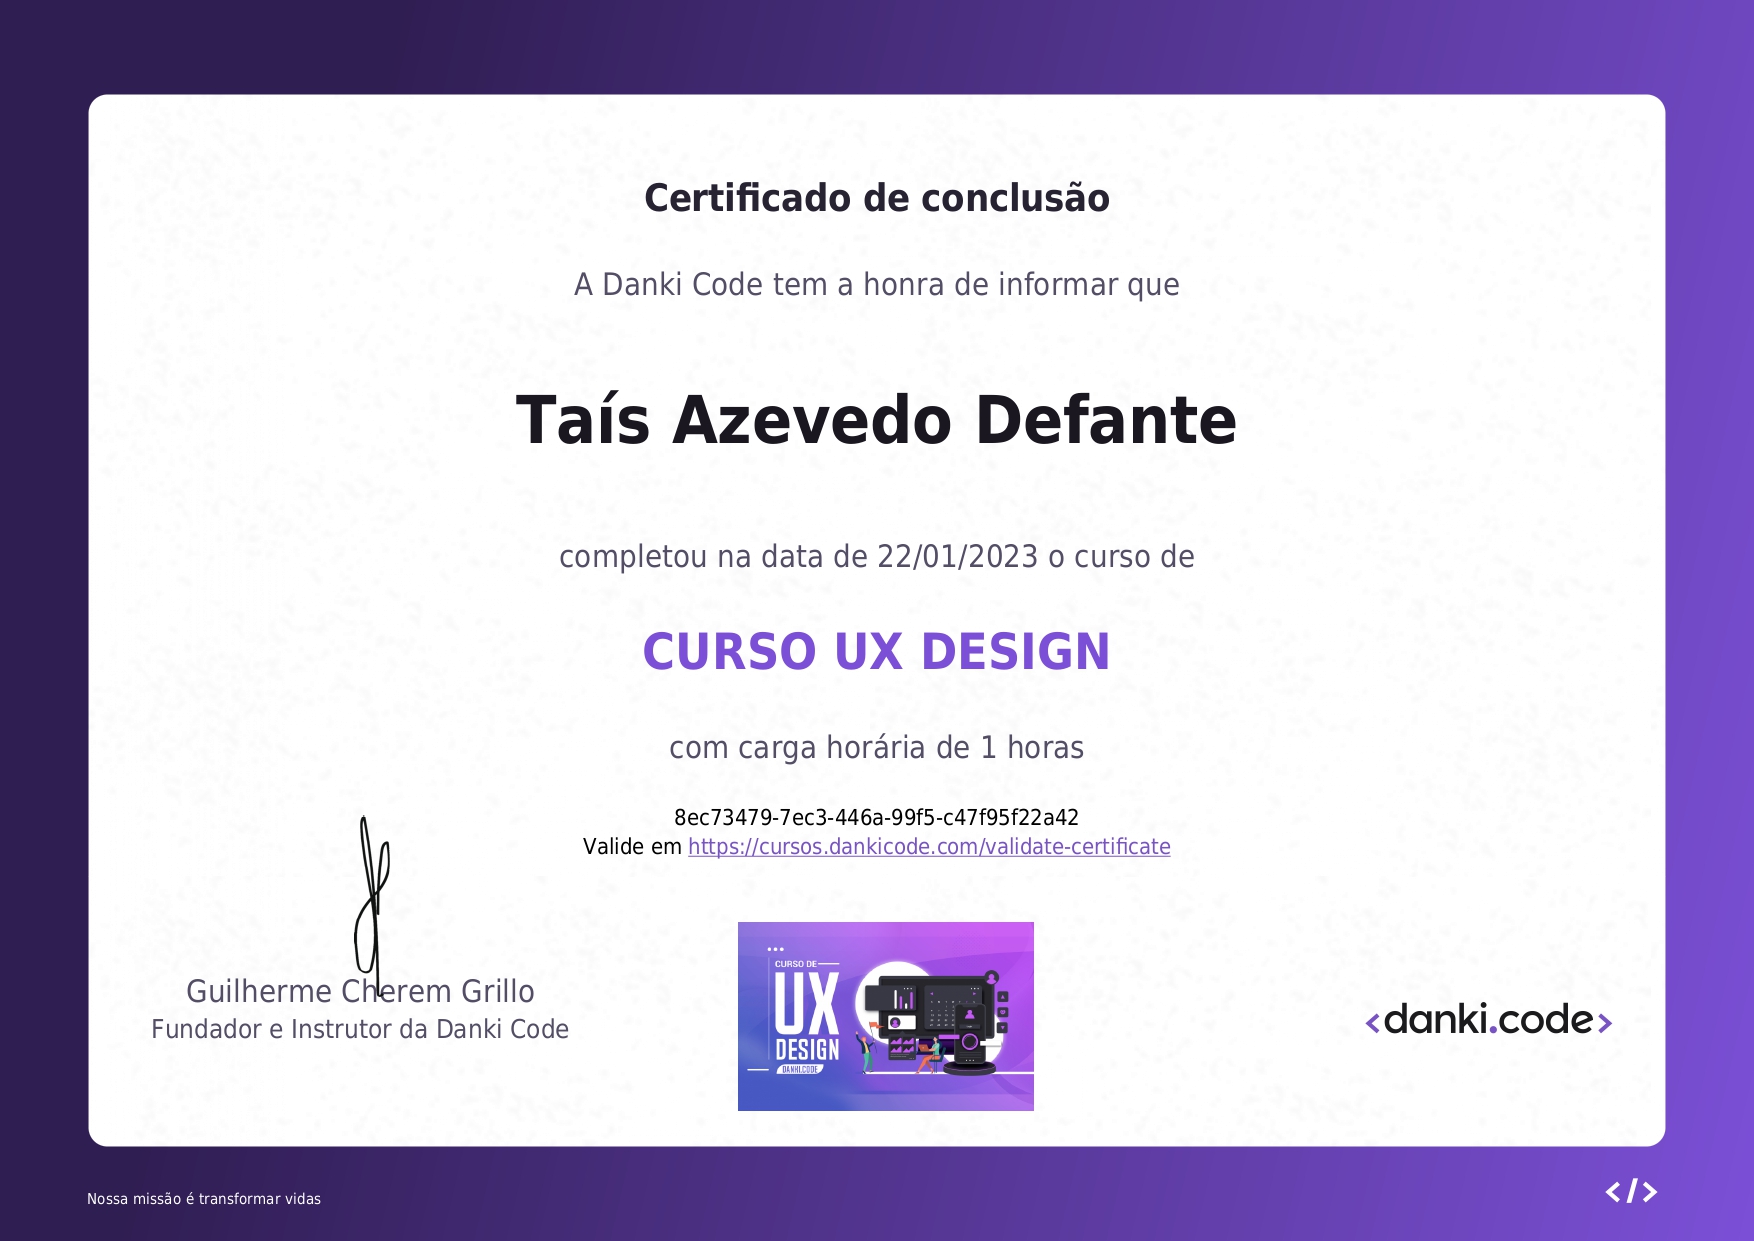 Certificado de conclusão
A Danki Code tem a honra de informar que
Taís Azevedo Defante
completou na data de 22/01/2023 o curso de
CURSO UX DESIGN
com carga horária de 1 horas
8ec73479-7ec3-446a-99f5-c47f95f22a42
Valide em https://cursos.dankicode.com/validate-certificate
Guilherme Cherem Grillo
Fundador e Instrutor da Danki Code
CURSO DE
UX
DESIGN
DANKI.CODE
<danki.code>
Nossa missão é transformar vidas
</>